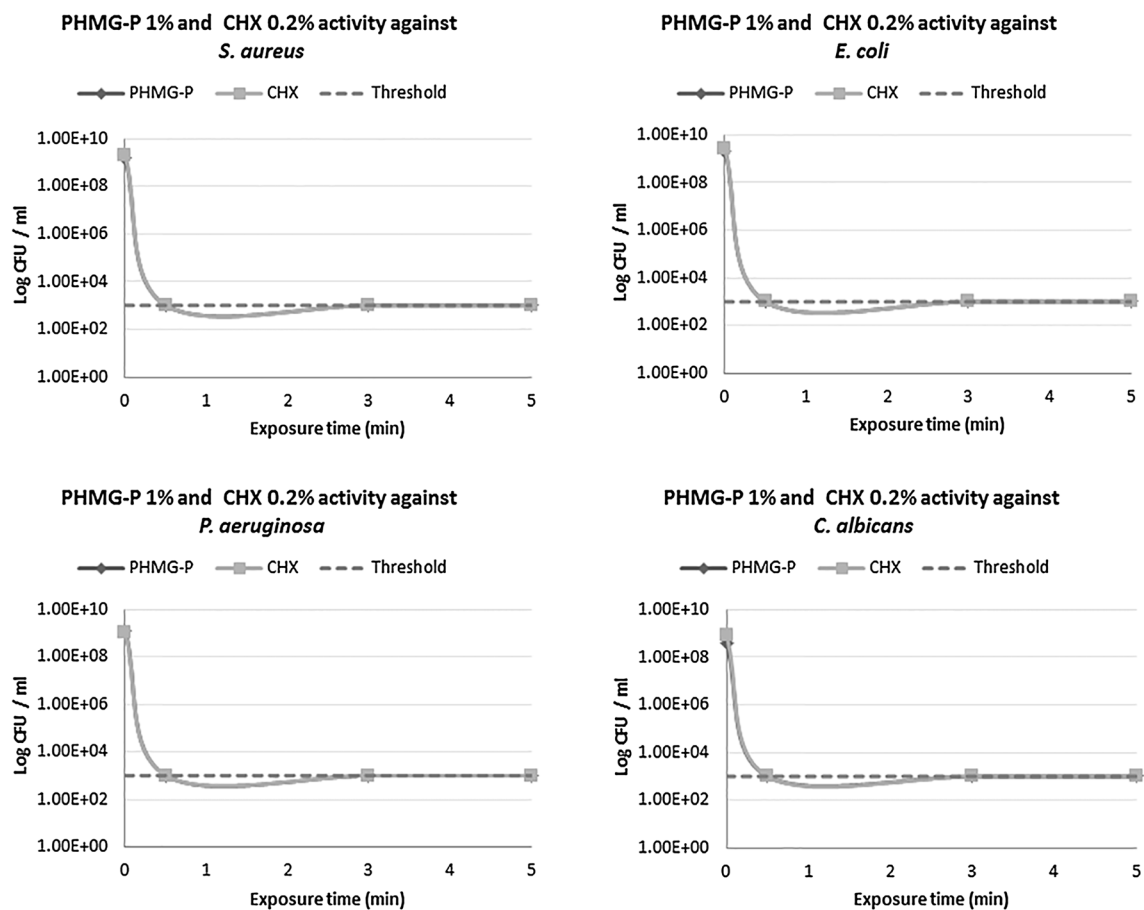 PHMG-P 1% and CHX 0.2% activity against
S. aureus
PHMG-P CHX Threshold
1.00E+10
1.00E+08
1.00E+06
1.00E+04
1.00E+02
1.00E+00
Log CFU / ml
0 1 2 3 4 5
Exposure time (min)
PHMG-P 1% and CHX 0.2% activity against
E. coli
PHMG-P CHX Threshold
1.00E+10
1.00E+08
1.00E+06
1.00E+04
1.00E+02
1.00E+00
Log CFU / ml
0 1 2 3 4 5
Exposure time (min)
PHMG-P 1% and CHX 0.2% activity against
P. aeruginosa
PHMG-P CHX Threshold
1.00E+10
1.00E+08
1.00E+06
1.00E+04
1.00E+02
1.00E+00
Log CFU / ml
0 1 2 3 4 5
Exposure time (min)
PHMG-P 1% and CHX 0.2% activity against
C. albicans
PHMG-P CHX Threshold
1.00E+10
1.00E+08
1.00E+06
1.00E+04
1.00E+02
1.00E+00
Log CFU / ml
0 1 2 3 4 5
Exposure time (min)